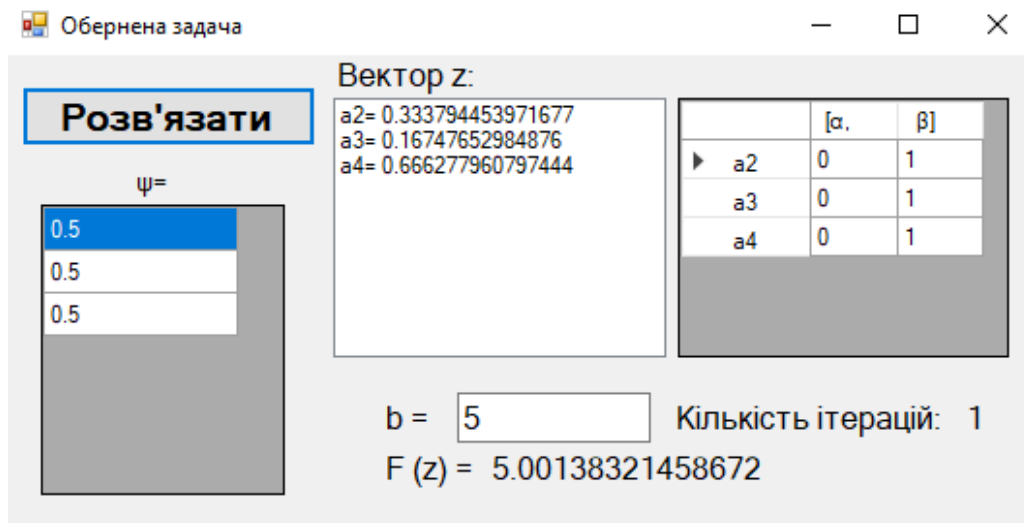 Обернена задача
Розв'язати
ψ=
0.5
0.5
0.5
Вектор z:
a2= 0.333794453971677
a3= 0.16747652984876
a4= 0.666277960797444
[α, β]
a2 0 1
a3 0 1
a4 0 1
b = 5 Кількість ітерацій: 1
F (z) = 5.00138321458672